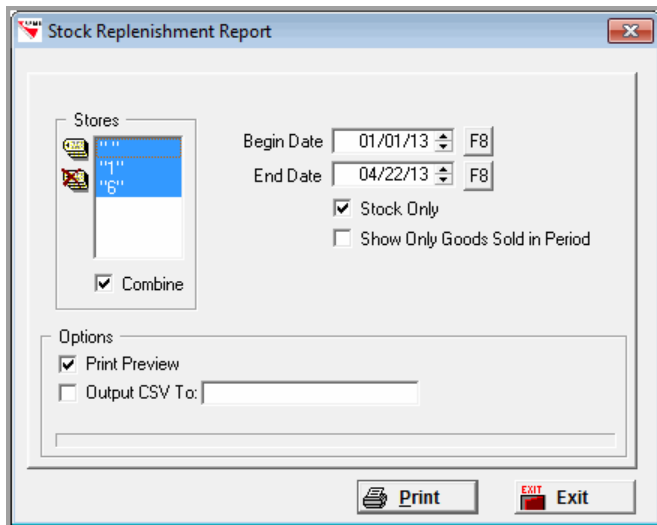 Stock Replenishment Report
Stores
" "
"1"
"6"
Combine
Begin Date 01/01/13 F8
End Date 04/22/13 F8
Stock Only
Show Only Goods Sold in Period
Options
Print Preview
Output CSV To:
Print
EXIT Exit